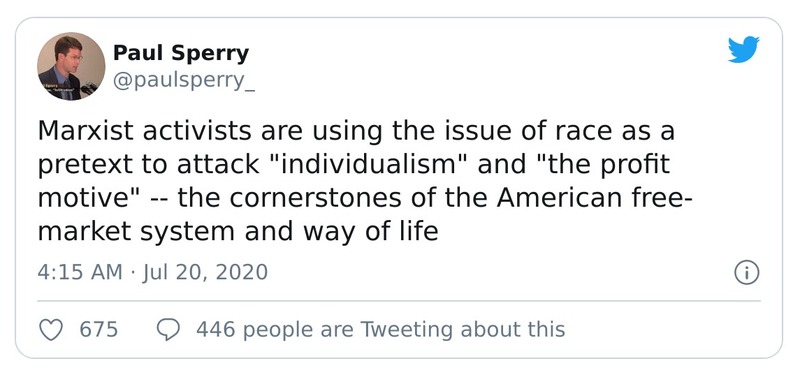 Paul Sperry
@paulsperry_
Marxist activists are using the issue of race as a
pretext to attack "individualism" and "the profit
motive" -- the cornerstones of the American free-
market system and way of life
4:15 AM · Jul 20, 2020
675 446 people are Tweeting about this